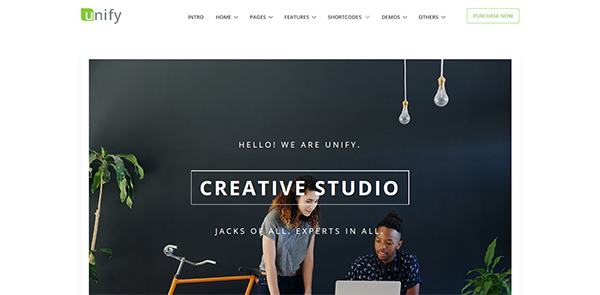 unify
INTRO HOME PAGES FEATURES SHORTCODES DEMOS OTHERS PURCHASE NOW
HELLO! WE ARE UNIFY.
CREATIVE STUDIO
JACKS OF ALL. EXPERTS IN ALL.